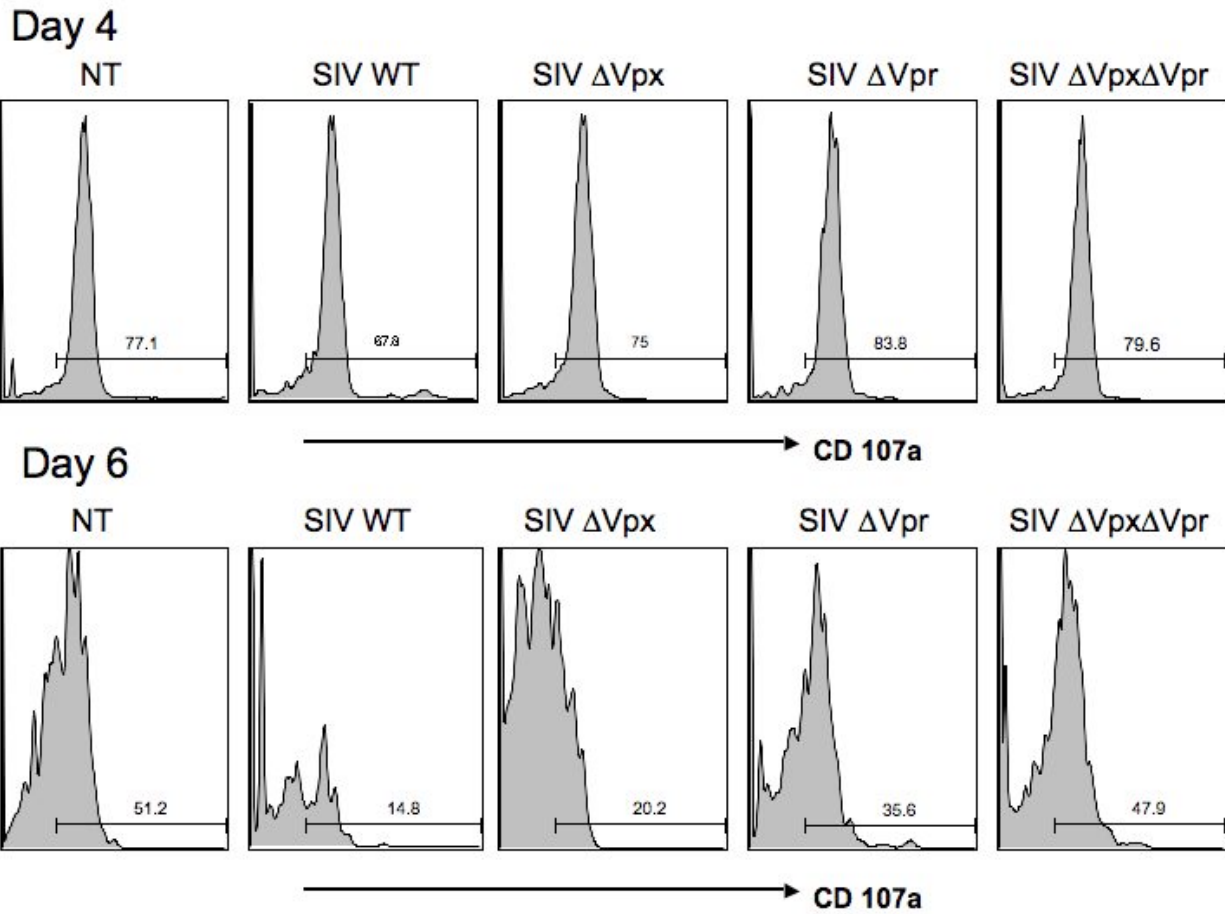 Day 4
NT SIV WT SIV ΔVpx SIV ΔVpr SIV ΔVpxΔVpr
77.1 67.8 75 83.8 79.6
CD 107a
Day 6
NT SIV WT SIV ΔVpx SIV ΔVpr SIV ΔVpxΔVpr
51.2 14.8 20.2 35.6 47.9
CD 107a